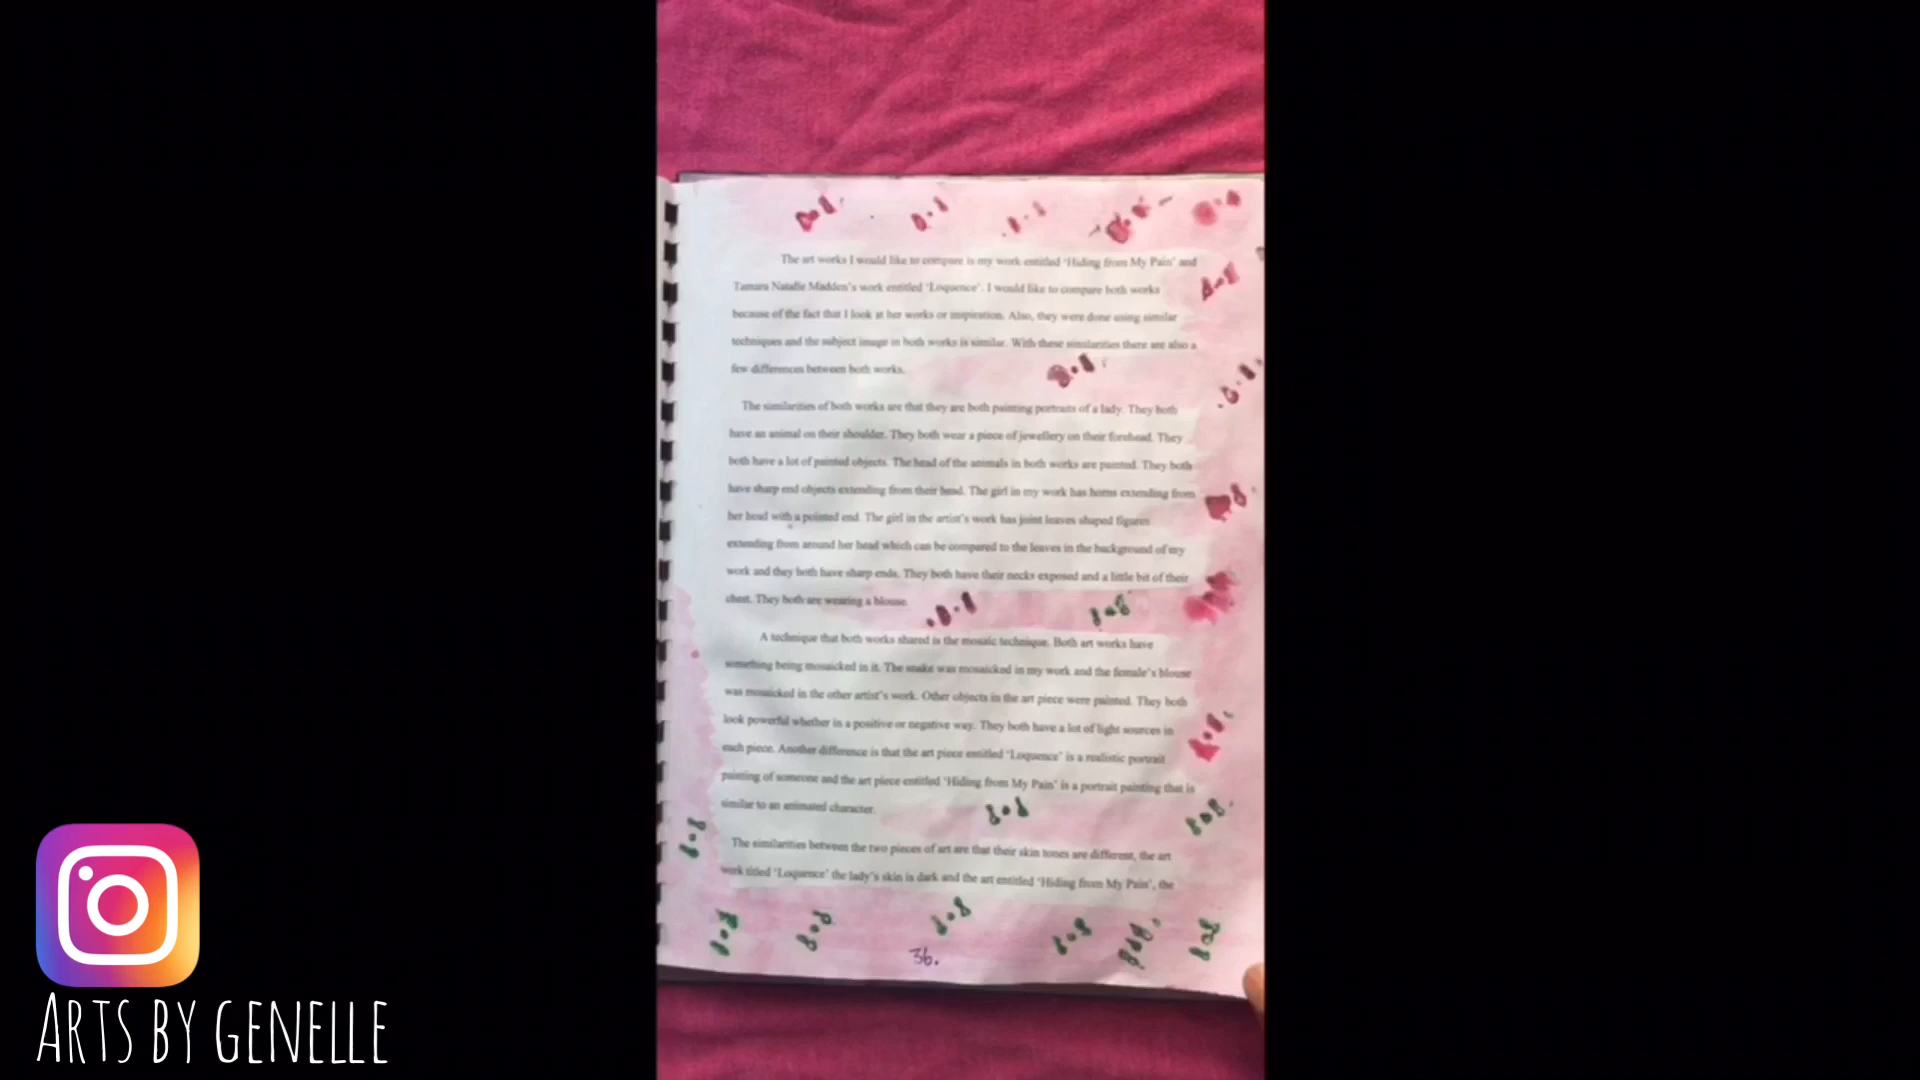 The art works I would like to compare is my work entitled 'Hiding from My Pain' and
Tamara Natalie Madden's work entitled 'Loquence'. I would like to compare both works
because of the fact that I look at her works or inspiration. Also, they were done using similar
techniques and the subject image in both works is similar. With these similarities there are also a
few differences between both works.
The similarities of both works are that they are both painting portraits of a lady. They both
have an animal on their shoulder. They both wear a piece of jewellery on their forehead. They
both have a lot of painted objects. The head of the animals in both works are painted. They both
have sharp end objects extending from their head. The girl in my work has horns extending from
her head with a pointed end. The girl in the artist's work has joint leaves shaped figures
extending from around her head which can be compared to the leaves in the background of my
work and they both have sharp ends. They both have their necks exposed and a little bit of their
chest. They both are wearing a blouse.
A technique that both works shared is the mosaic technique. Both art works have
something being mosaicked in it. The snake was mosaicked in my work and the female's blouse
was mosaicked in the other artist's work. Other objects in the art piece were painted. They both
look powerful whether in a positive or negative way. They both have a lot of light sources in
each piece. Another difference is that the art piece entitled 'Loquence' is a realistic portrait
painting of someone and the art piece entitled 'Hiding from My Pain' is a portrait painting that is
similar to an animated character.
The similarities between the two pieces of art are that their skin tones are different, the art
work titled 'Loquence' the lady's skin is dark and the art entitled 'Hiding from My Pain', the
36.
ARTS BY GENELLE